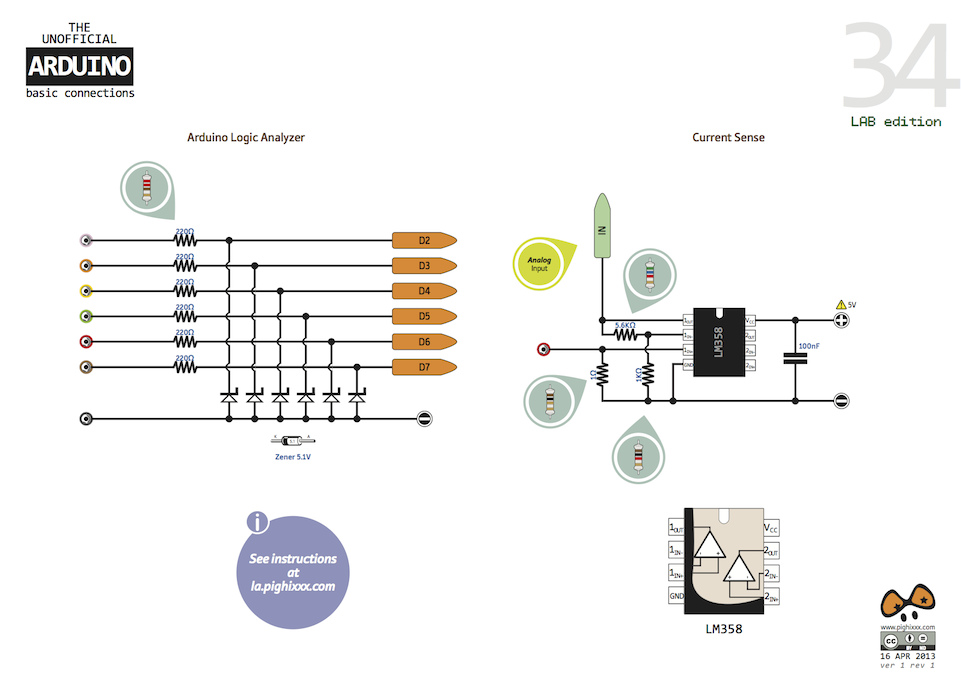 THE
UNOFFICIAL
ARDUINO
basic connections
34
LAB edition
Arduino Logic Analyzer
220Ω
D2
220Ω
D3
220Ω
D4
220Ω
D5
220Ω
D6
220Ω
D7
K
A
Zener 5.1V
i
See instructions
at
la.pighixxx.com
Current Sense
IN
Analog
Input
5V
5.6KΩ
1OUT
VCC
1IN-
2OUT
1IN+
2IN-
GND
2IN+
LM358
100nF
1Ω
1KΩ
1OUT
VCC
1IN-
2OUT
1IN+
2IN-
GND
2IN+
LM358
www.pighixxx.com
cc
BY ND
16 APR 2013
ver 1 rev 1